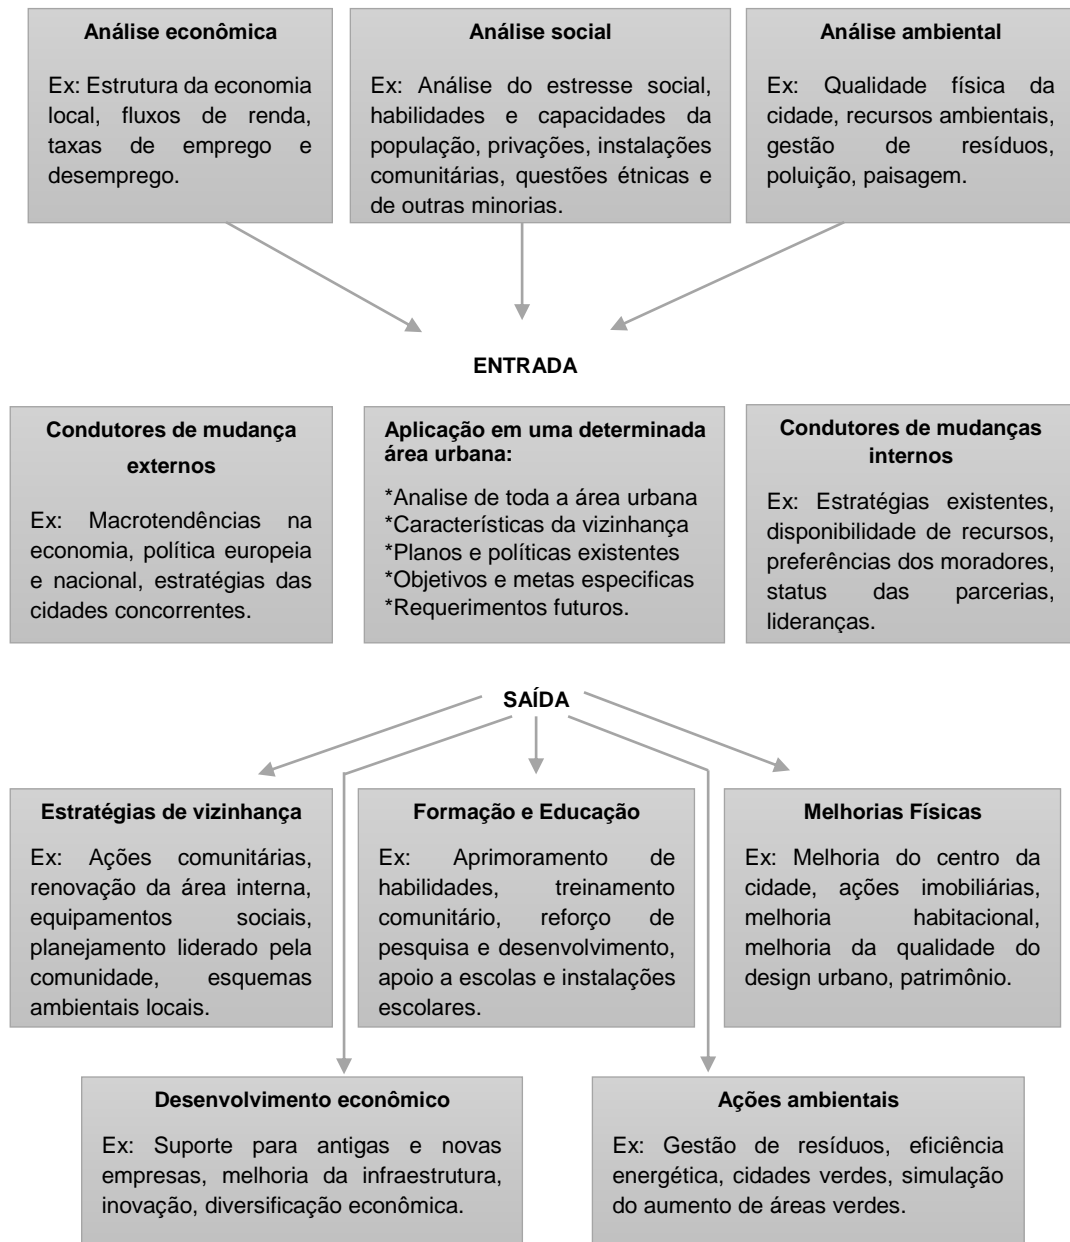 Análise econômica
Ex: Estrutura da economia
local, fluxos de renda,
taxas de emprego e
desemprego.
Análise social
Ex: Análise do estresse social,
habilidades e capacidades da
população, privações, instalações
comunitárias, questões étnicas e
de outras minorias.
Análise ambiental
Ex: Qualidade física da
cidade, recursos ambientais,
gestão de resíduos,
poluição, paisagem.
ENTRADA
Condutores de mudança
externos
Ex: Macrotendências na
economia, política europeia
e nacional, estratégias das
cidades concorrentes.
Aplicação em uma determinada
área urbana:
*Analise de toda a área urbana
*Características da vizinhança
*Planos e políticas existentes
*Objetivos e metas especificas
*Requerimentos futuros.
Condutores de mudanças
internos
Ex: Estratégias existentes,
disponibilidade de recursos,
preferências dos moradores,
status das parcerias,
lideranças.
SAÍDA
Estratégias de vizinhança
Ex: Ações comunitárias,
renovação da área interna,
equipamentos sociais,
planejamento liderado pela
comunidade, esquemas
ambientais locais.
Formação e Educação
Ex: Aprimoramento de
habilidades, treinamento
comunitário, reforço de
pesquisa e desenvolvimento,
apoio a escolas e instalações
escolares.
Melhorias Físicas
Ex: Melhoria do centro da
cidade, ações imobiliárias,
melhoria habitacional,
melhoria da qualidade do
design urbano, patrimônio.
Desenvolvimento econômico
Ex: Suporte para antigas e novas
empresas, melhoria da infraestrutura,
inovação, diversificação econômica.
Ações ambientais
Ex: Gestão de resíduos, eficiência
energética, cidades verdes, simulação
do aumento de áreas verdes.